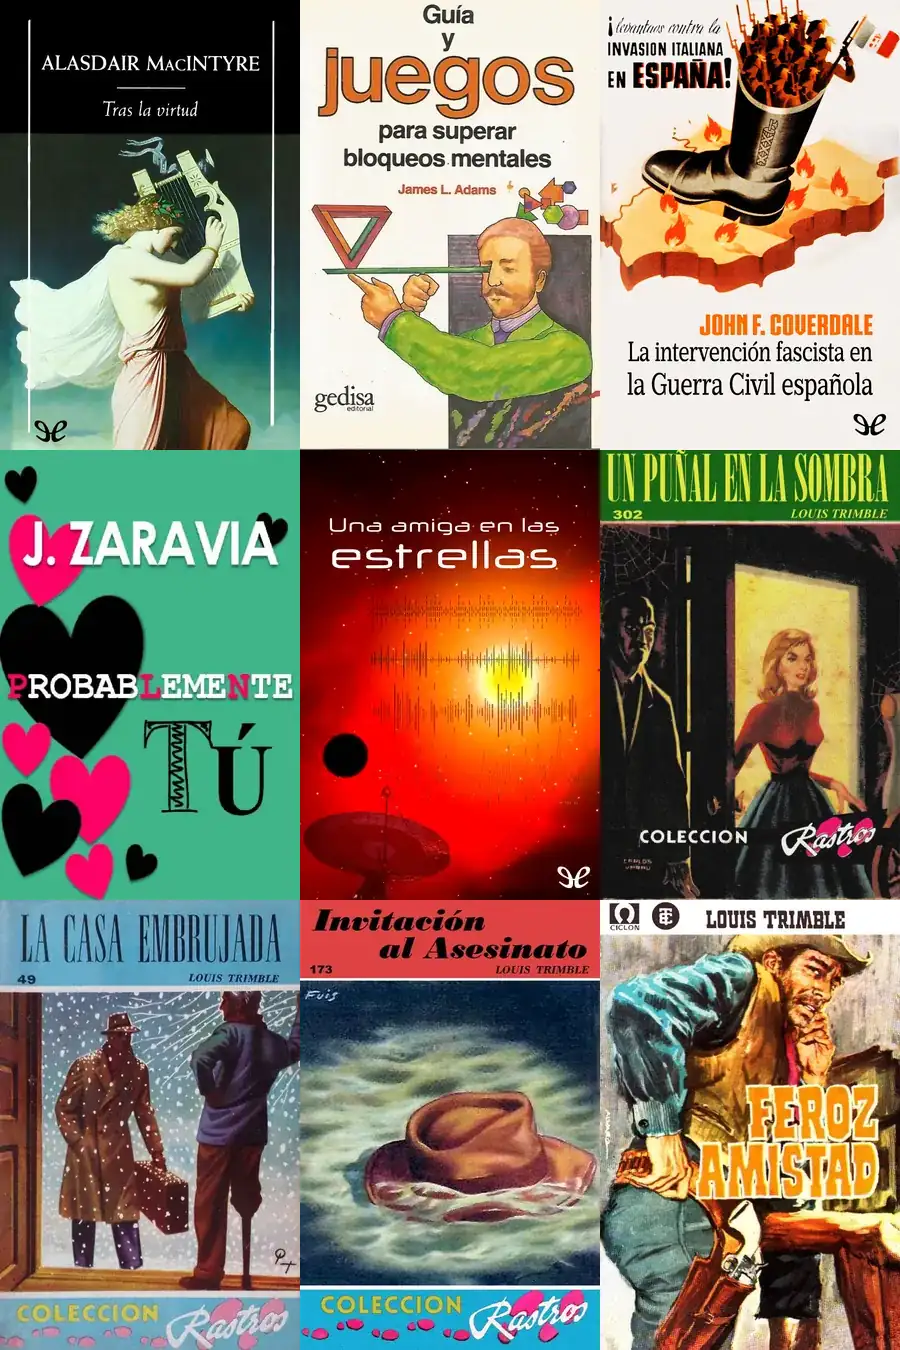 ALASDAIR MACINTYRE
Tras la virtud
Guía
y
juegos
para superar
bloqueos mentales
James L. Adams
gedisa
editorial
¡Levantaos contra la
INVASION ITALIANA
EN ESPAÑA!
JOHN F. COVERDALE
La intervención fascista en
la Guerra Civil española
J. ZARAVIA
PROBABLEMENTE
TÚ
Una amiga en las
estrellas
UN PUÑAL EN LA SOMBRA
302
LOUIS TRIMBLE
COLECCION
Rastros
LA CASA EMBRUJADA
49
LOUIS TRIMBLE
COLECCION
Rastros
Invitación
al Asesinato
173
LOUIS TRIMBLE
COLECCION
Rastros
CICLON
LOUIS TRIMBLE
FEROZ
AMISTAD